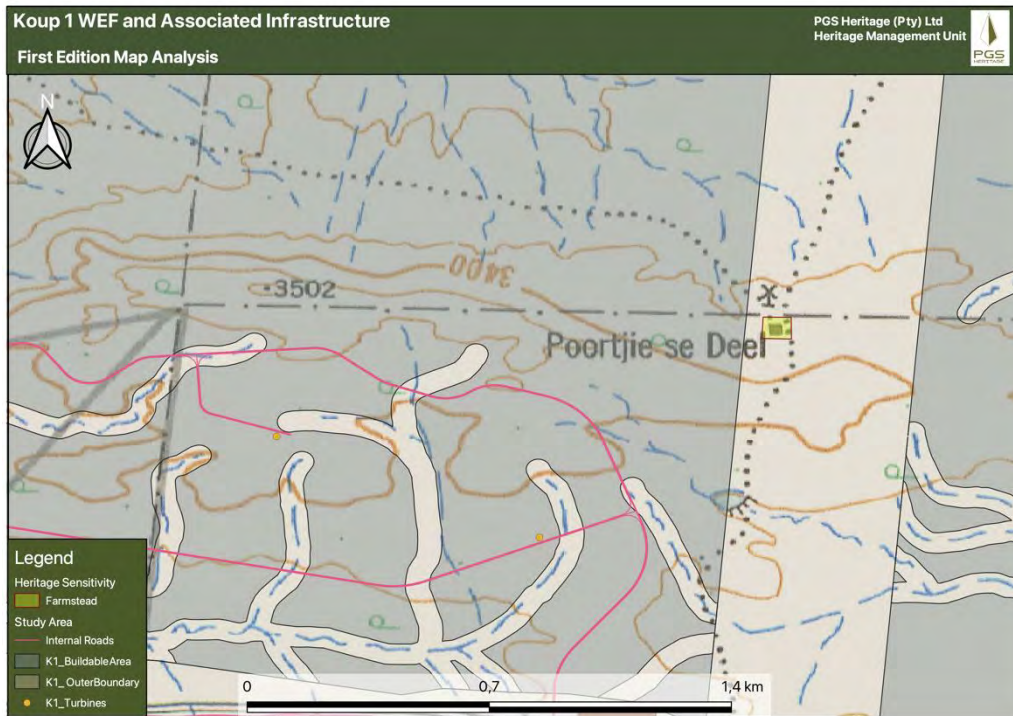 Koup 1 WEF and Associated Infrastructure
First Edition Map Analysis
PGS Heritage (Pty) Ltd
Heritage Management Unit
PGS
HERITAGE
N
3400
3502
Poortjie se Deel
Legend
Heritage Sensitivity
Farmstead
Study Area
Internal Roads
K1_BuildableArea
K1_OuterBoundary
K1_Turbines
0
0,7
1,4 km